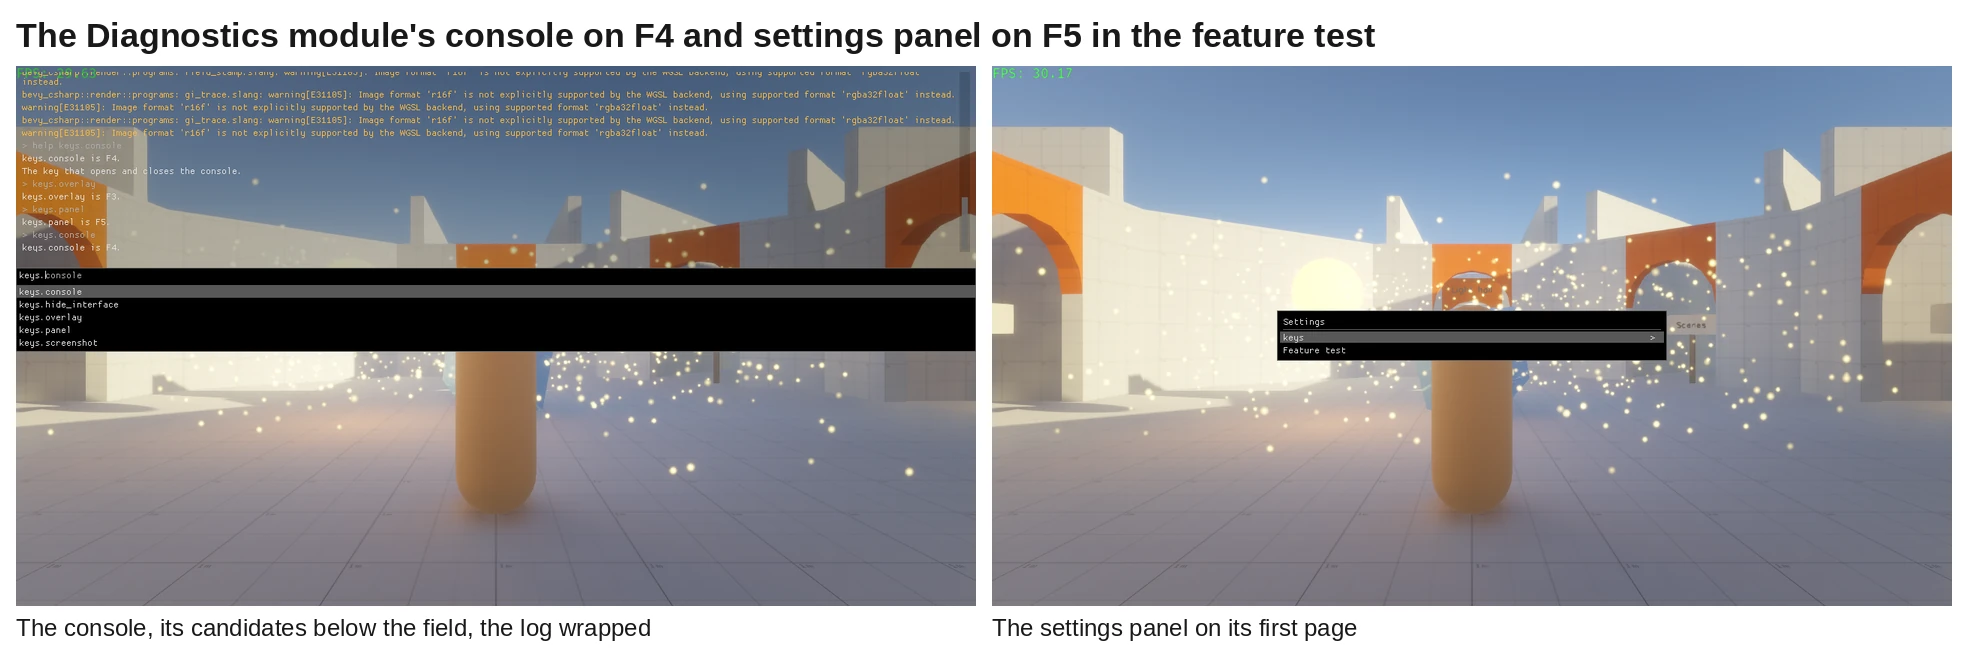 The Diagnostics module's console on F4 and settings panel on F5 in the feature test
instead.
bevy_csharp::render::programs: gi_trace.slang: warning[E31105]: Image format 'r16f' is not explicitly supported by the WGSL backend, using supported format 'rgba32float' instead.
warning[E31105]: Image format 'r16f' is not explicitly supported by the WGSL backend, using supported format 'rgba32float' instead.
bevy_csharp::render::programs: gi_trace.slang: warning[E31105]: Image format 'r16f' is not explicitly supported by the WGSL backend, using supported format 'rgba32float' instead.
warning[E31105]: Image format 'r16f' is not explicitly supported by the WGSL backend, using supported format 'rgba32float' instead.
> help keys.console
keys.console is F4.
The key that opens and closes the console.
> keys.overlay
keys.overlay is F3.
> keys.panel
keys.panel is F5.
> keys.console
keys.console is F4.
keys.console
keys.console
keys.hide_interface
keys.overlay
keys.panel
keys.screenshot
The console, its candidates below the field, the log wrapped
FPS: 30.17
Settings
keys >
Feature test
Scenes
The settings panel on its first page